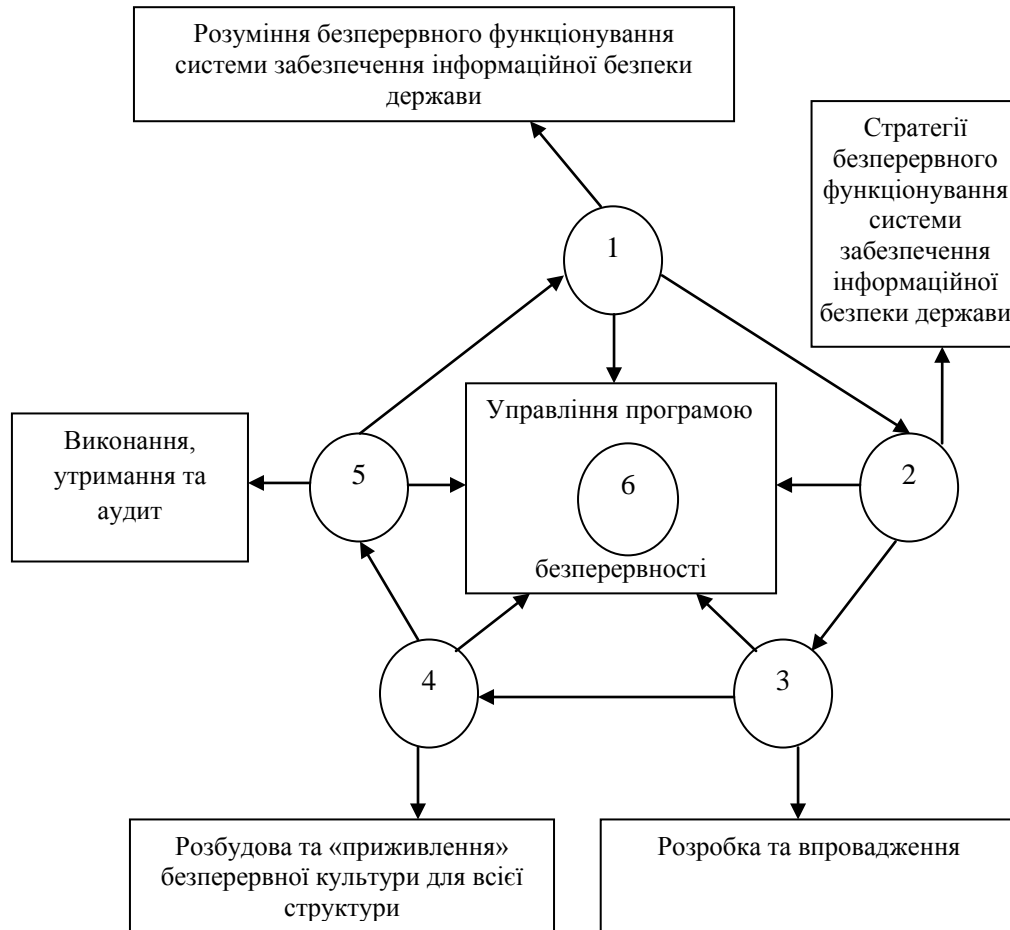 Розуміння безперервного функціонування
системи забезпечення інформаційної безпеки
держави
Стратегії
безперервного
функціонування
системи
забезпечення
інформаційної
безпеки держави
1
Управління програмою
6
безперервності
Виконання,
утримання та
аудит
5
2
4
3
Розбудова та «приживлення»
безперервної культури для всієї
структури
Розробка та впровадження